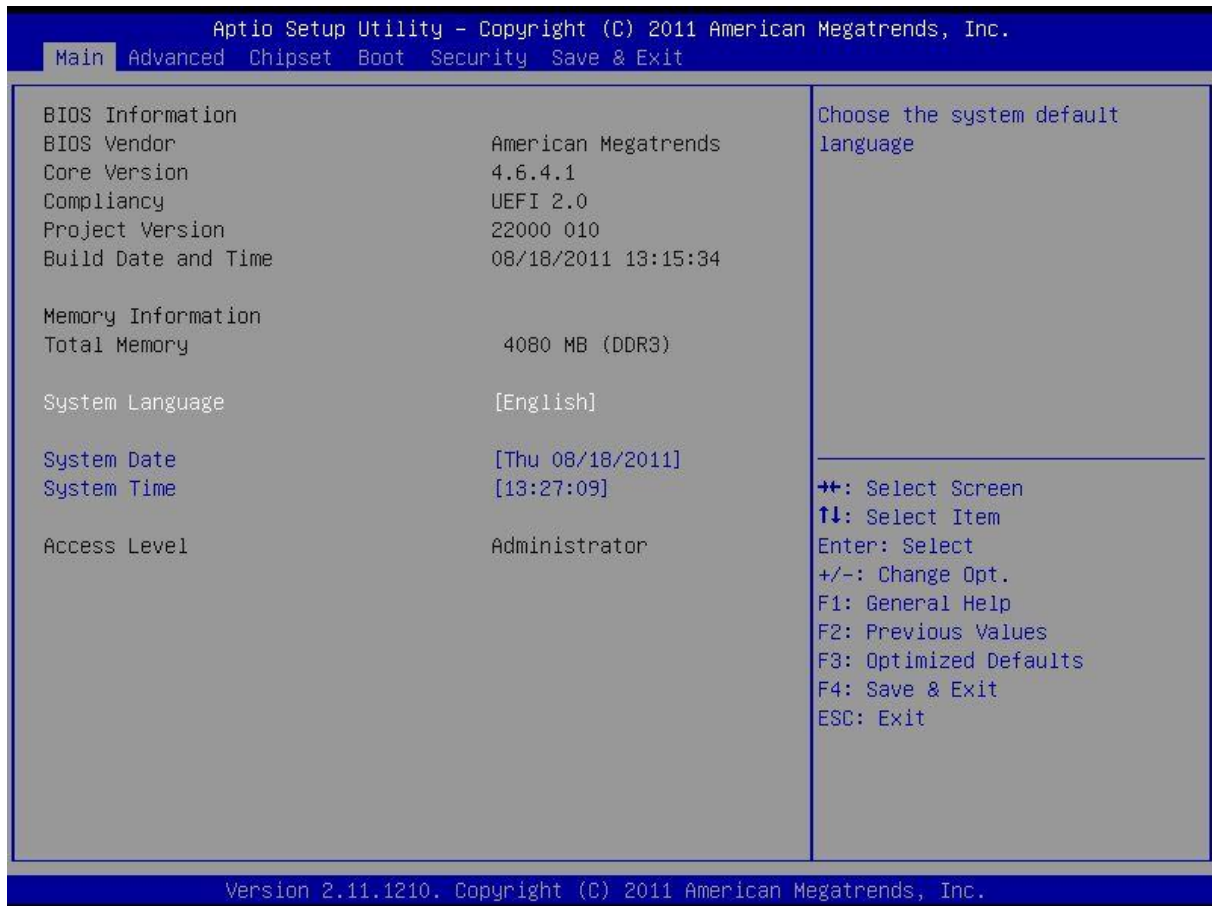 Aptio Setup Utility – Copyright (C) 2011 American Megatrends, Inc.
Main Advanced Chipset Boot Security Save & Exit
BIOS Information
BIOS Vendor American Megatrends
Core Version 4.6.4.1
Compliancy UEFI 2.0
Project Version 22000 010
Build Date and Time 08/18/2011 13:15:34
Memory Information
Total Memory 4080 MB (DDR3)
System Language [English]
System Date [Thu 08/18/2011]
System Time [13:27:09]
Access Level Administrator
Choose the system default
language
→←: Select Screen
↑↓: Select Item
Enter: Select
+/-: Change Opt.
F1: General Help
F2: Previous Values
F3: Optimized Defaults
F4: Save & Exit
ESC: Exit
Version 2.11.1210. Copyright (C) 2011 American Megatrends, Inc.